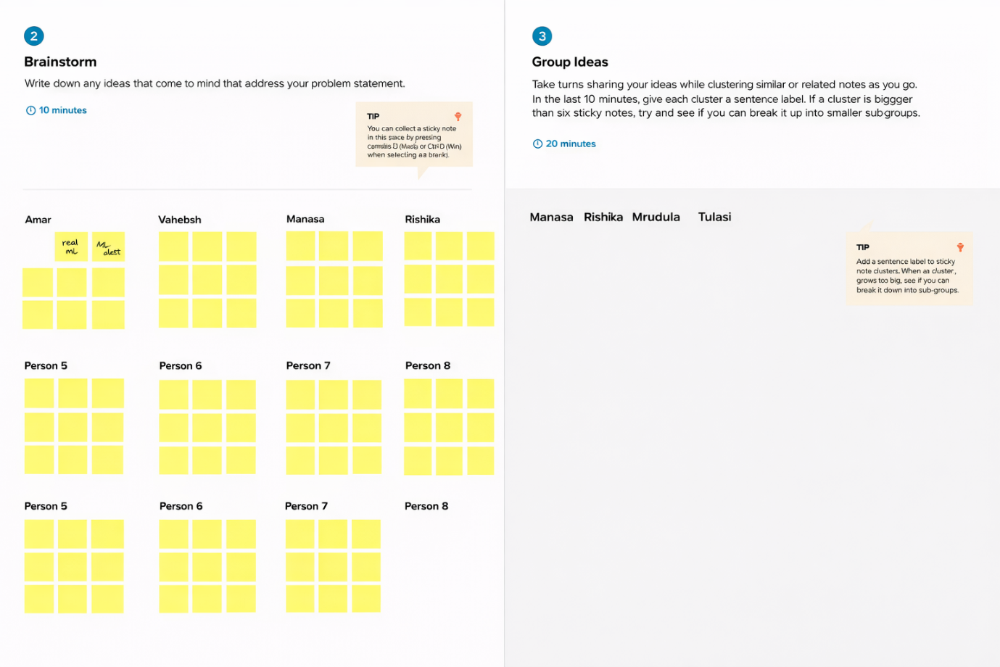 2
Brainstorm
Write down any ideas that come to mind that address your problem statement.
10 minutes
TIP
You can collect a sticky note
in this by pressing
D or (Win)
when selecting
Amar
real
mL
ML
Vahebsh
Manasa
Rishika
Person 5
Person 6
Person 7
Person 8
Person 5
Person 6
Person 7
Person 8
3
Group Ideas
Take turns sharing your ideas while clustering similar or related notes as you go.
In the last 10 minutes, give each cluster a sentence label. If a cluster is biggger
than six sticky notes, try and see if you can break it up into smaller sub-groups.
20 minutes
Manasa Rishika Mrudula Tulasi
TIP
Add a sentence label to sticky
note clusters. When an cluster,
grows too big, see if you can
break it down into sub-groups.